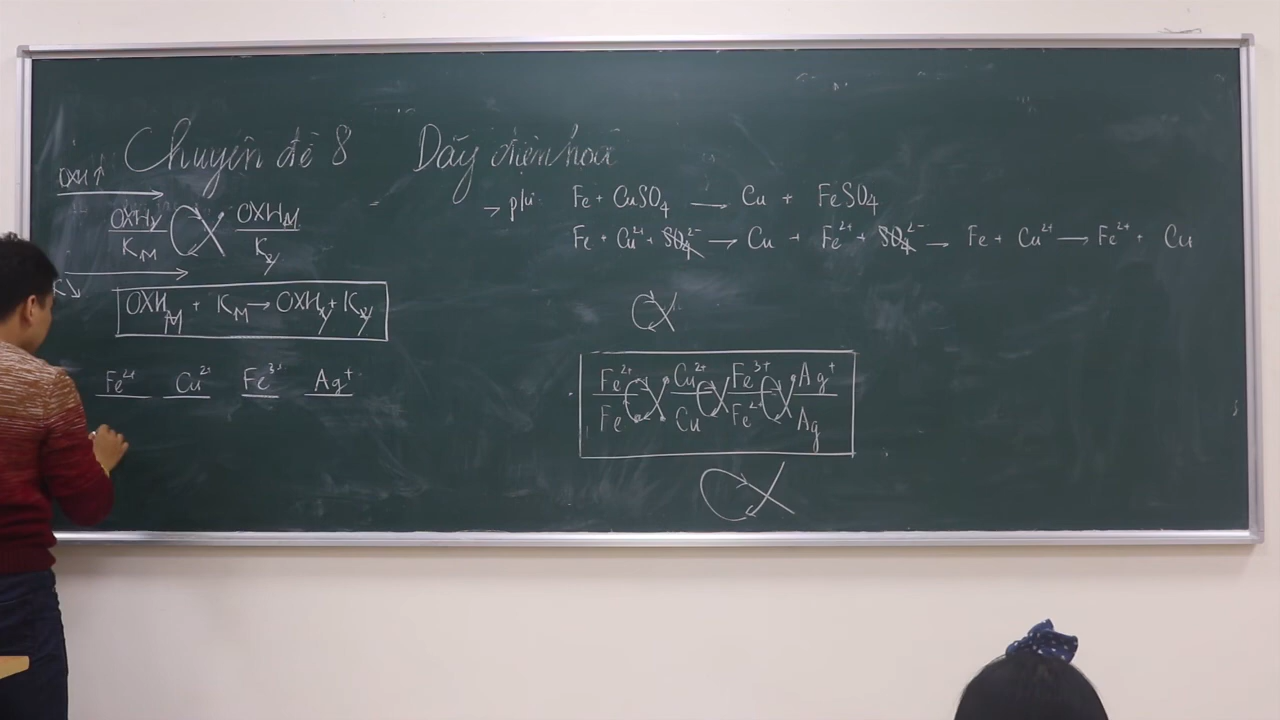 Chuyên đề 8 Dãy điện hoá
OXH↑
OXHy OXHM
KM Ky
K↘
OXHM + KM → OXHy + Ky
Fe²⁺ Cu²⁺ Fe³⁺ Ag⁺
→ ptu: Fe + CuSO₄ → Cu + FeSO₄
Fe + Cu²⁺ + SO₄²⁻ → Cu + Fe²⁺ + SO₄²⁻ → Fe + Cu²⁺ → Fe²⁺ + Cu
Fe²⁺ Cu²⁺ Fe³⁺ Ag⁺
Fe Cu Fe²⁺ Ag